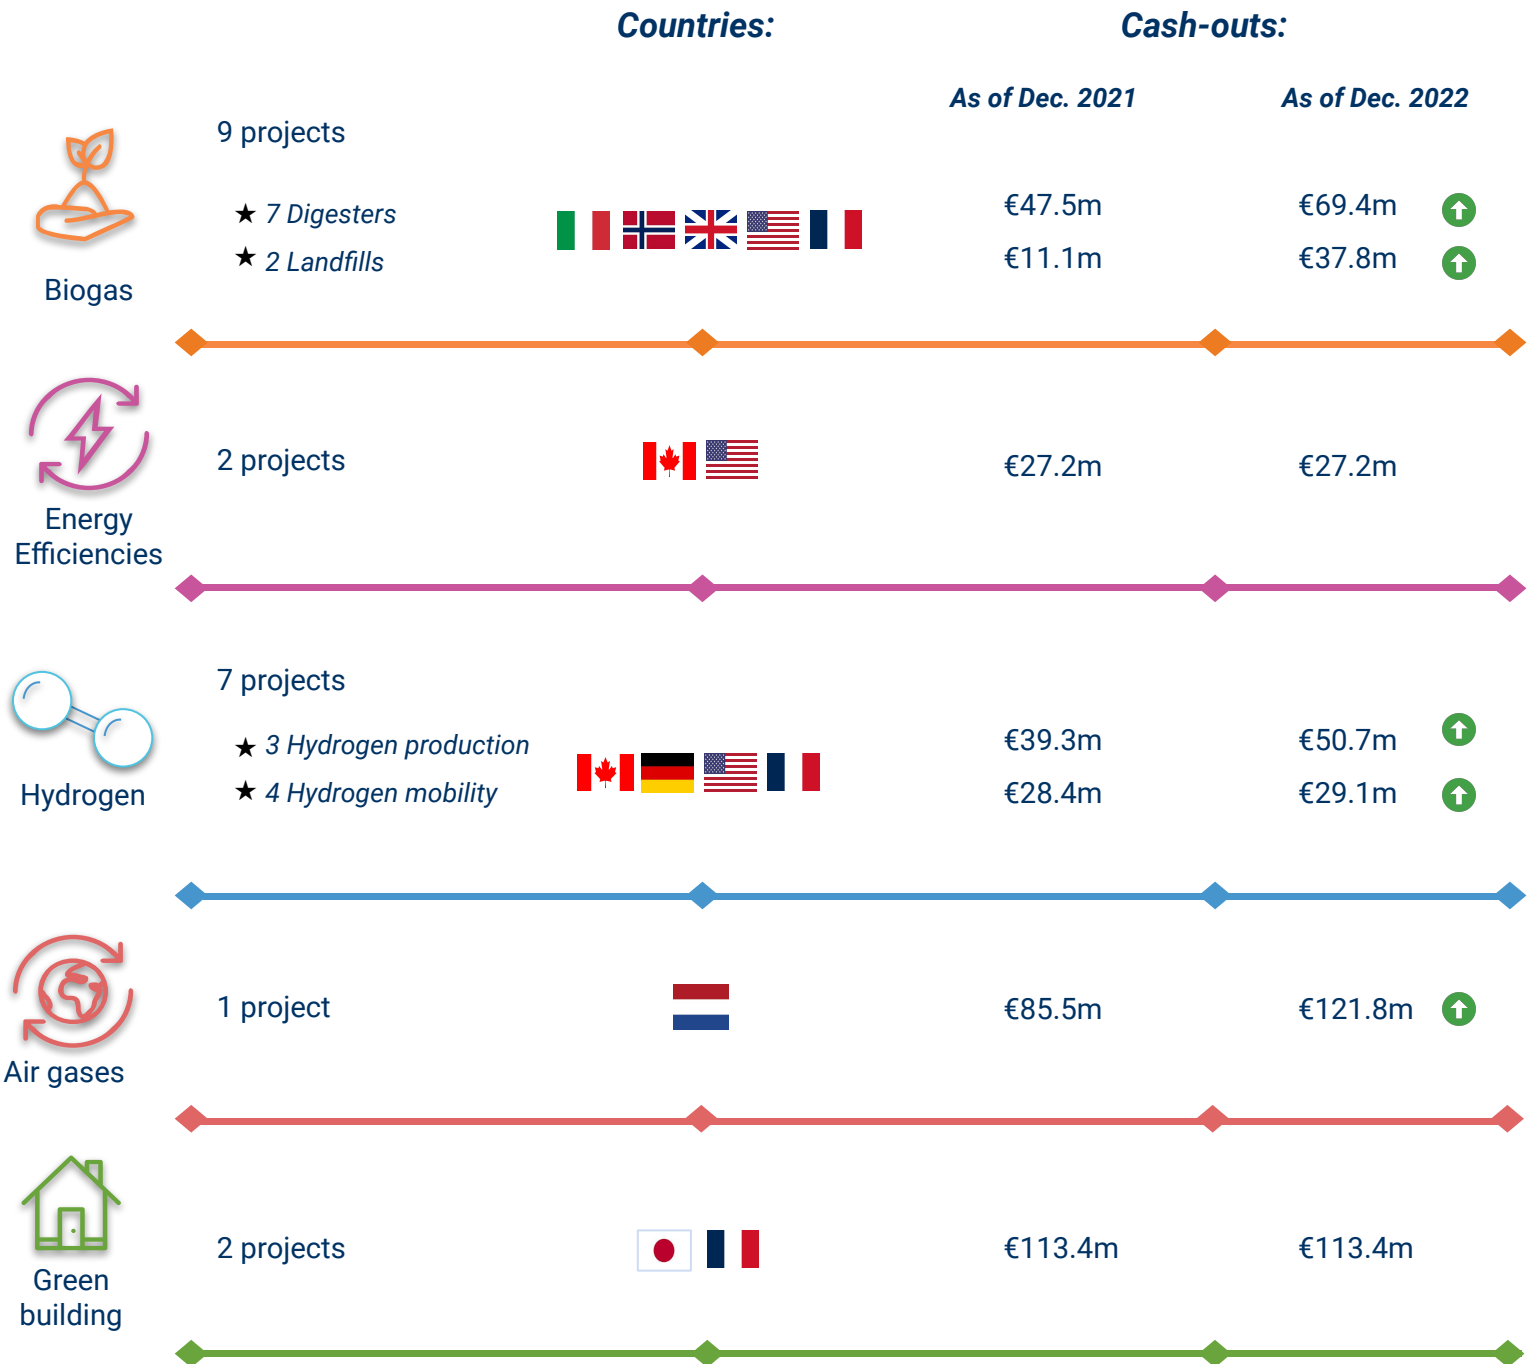 Countries:
Cash-outs:
As of Dec. 2021
As of Dec. 2022
9 projects
★ 7 Digesters
€47.5m
€69.4m
★ 2 Landfills
€11.1m
€37.8m
Biogas
2 projects
€27.2m
€27.2m
Energy
Efficiencies
7 projects
★ 3 Hydrogen production
€39.3m
€50.7m
★ 4 Hydrogen mobility
€28.4m
€29.1m
Hydrogen
1 project
€85.5m
€121.8m
Air gases
2 projects
€113.4m
€113.4m
Green
building